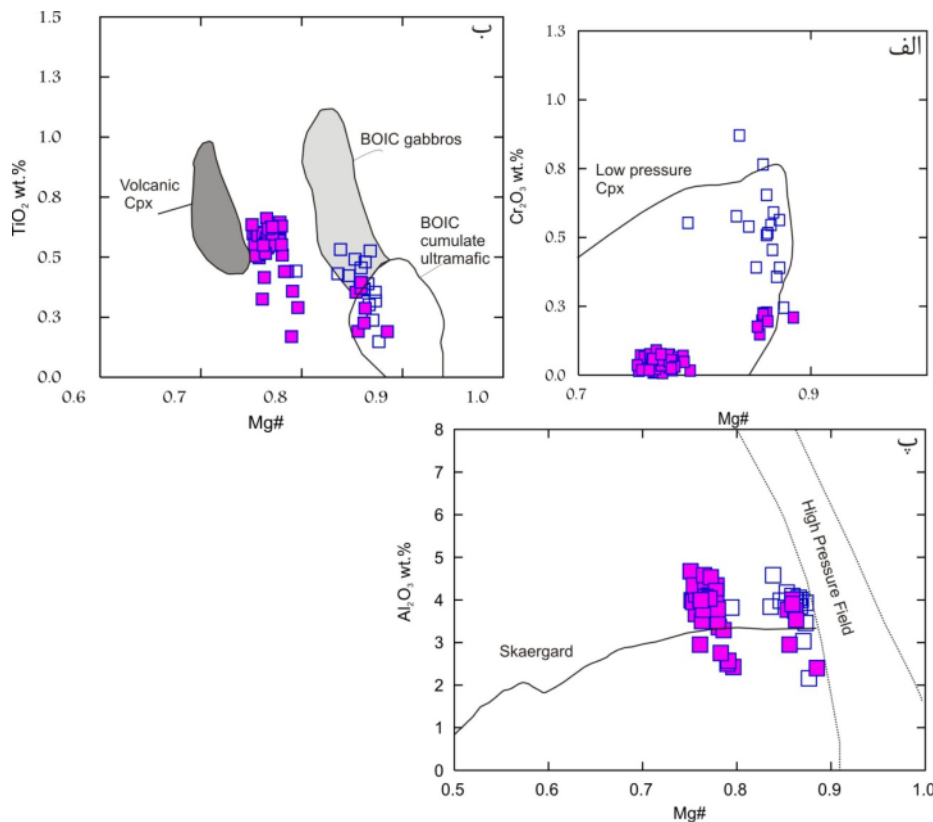 ب
1.5
1.3
1.0
0.8
0.5
0.3
0.0
TiO₂ wt.%
0.6
0.7
0.8
0.9
1.0
Mg#
Volcanic
Cpx
BOIC gabbros
BOIC
cumulate
ultramafic
الف
1.5
1.3
1.0
0.8
0.5
0.3
0.0
Cr₂O₃ wt.%
0.7
0.9
Mg#
Low pressure
Cpx
پ
8
7
6
5
4
3
2
1
0
Al₂O₃ wt.%
0.5
0.6
0.7
0.8
0.9
1.0
Mg#
Skaergard
High Pressure Field